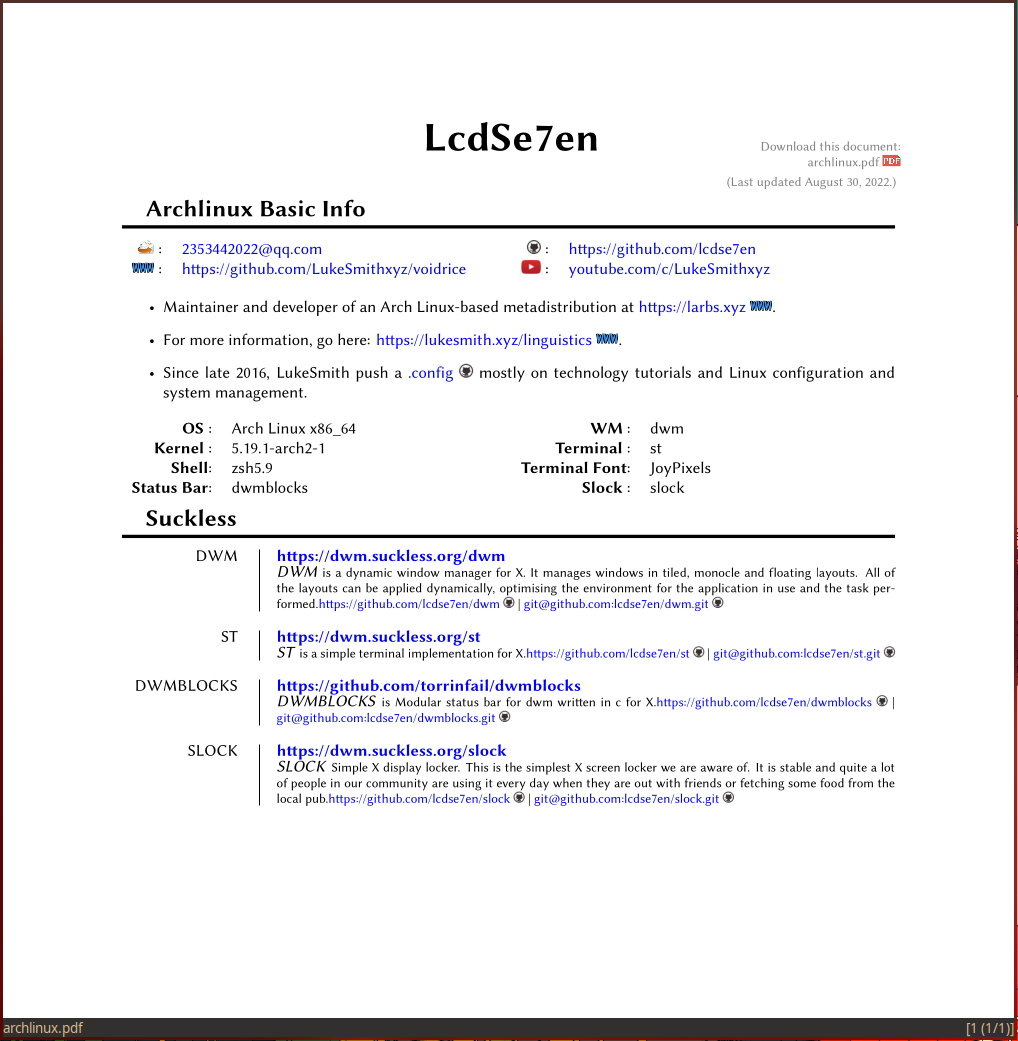 LcdSe7en
Download this document:
archlinux.pdf PDF
(Last updated August 30, 2022.)
Archlinux Basic Info
: 2353442022@qq.com
: https://github.com/lcdse7en
WWW : https://github.com/LukeSmithxyz/voidrice
: youtube.com/c/LukeSmithxyz
• Maintainer and developer of an Arch Linux-based metadistribution at https://larbs.xyz WWW.
• For more information, go here: https://lukesmith.xyz/linguistics WWW.
• Since late 2016, LukeSmith push a .config mostly on technology tutorials and Linux configuration and
system management.
OS : Arch Linux x86_64
WM : dwm
Kernel : 5.19.1-arch2-1
Terminal : st
Shell: zsh5.9
Terminal Font: JoyPixels
Status Bar: dwmblocks
Slock : slock
Suckless
DWM https://dwm.suckless.org/dwm
DWM is a dynamic window manager for X. It manages windows in tiled, monocle and floating layouts. All of
the layouts can be applied dynamically, optimising the environment for the application in use and the task per-
formed.https://github.com/lcdse7en/dwm | git@github.com:lcdse7en/dwm.git
ST https://dwm.suckless.org/st
ST is a simple terminal implementation for X.https://github.com/lcdse7en/st | git@github.com:lcdse7en/st.git
DWMBLOCKS https://github.com/torrinfail/dwmblocks
DWMBLOCKS is Modular status bar for dwm written in c for X.https://github.com/lcdse7en/dwmblocks |
git@github.com:lcdse7en/dwmblocks.git
SLOCK https://dwm.suckless.org/slock
SLOCK Simple X display locker. This is the simplest X screen locker we are aware of. It is stable and quite a lot
of people in our community are using it every day when they are out with friends or fetching some food from the
local pub.https://github.com/lcdse7en/slock | git@github.com:lcdse7en/slock.git
archlinux.pdf
[1 (1/1)]